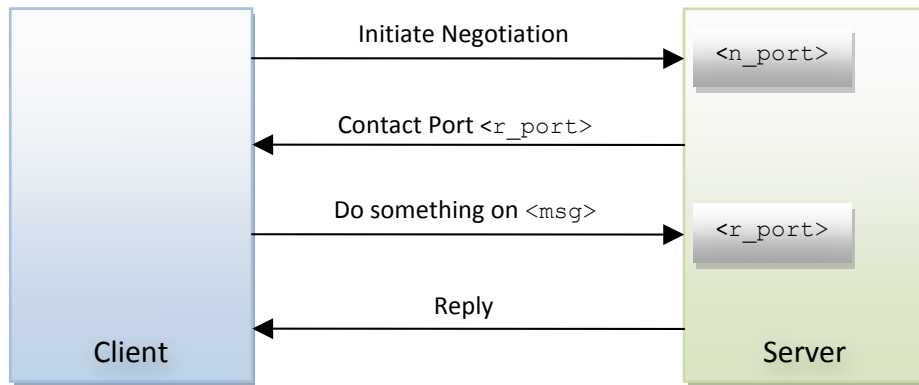 Initiate Negotiation
<n_port>
Contact Port <r_port>
Do something on <msg>
<r_port>
Reply
Client
Server